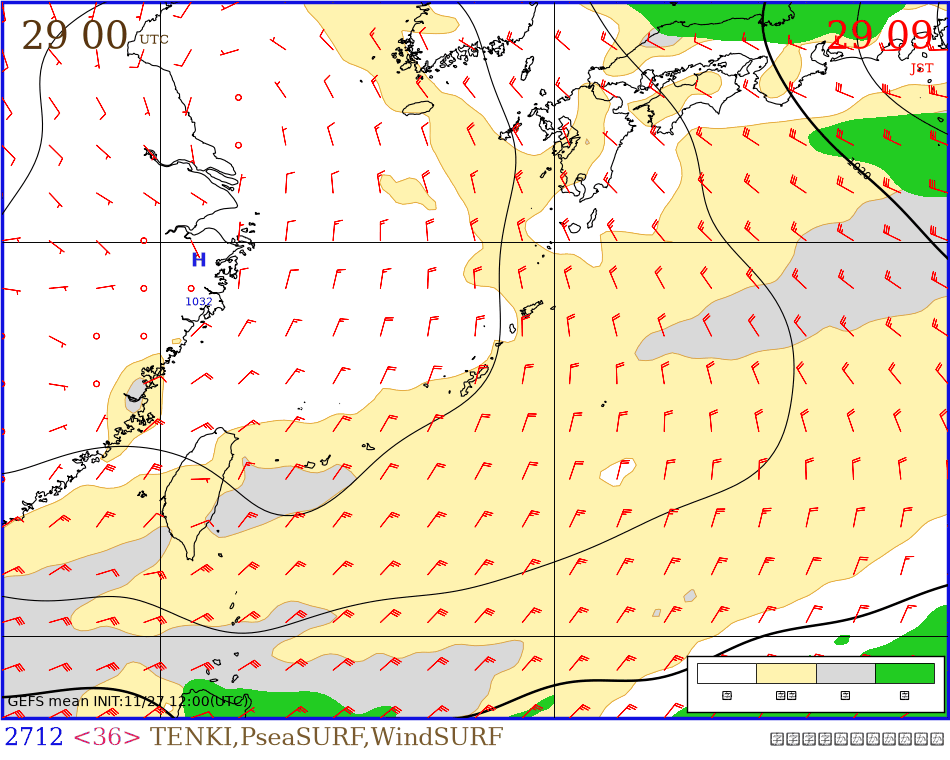 29 00 UTC
29 09
JST
1020
H
1032
GEFS mean INIT:11/27 12:00(UTC)
2712 <36> TENKI,PseaSURF,WindSURF